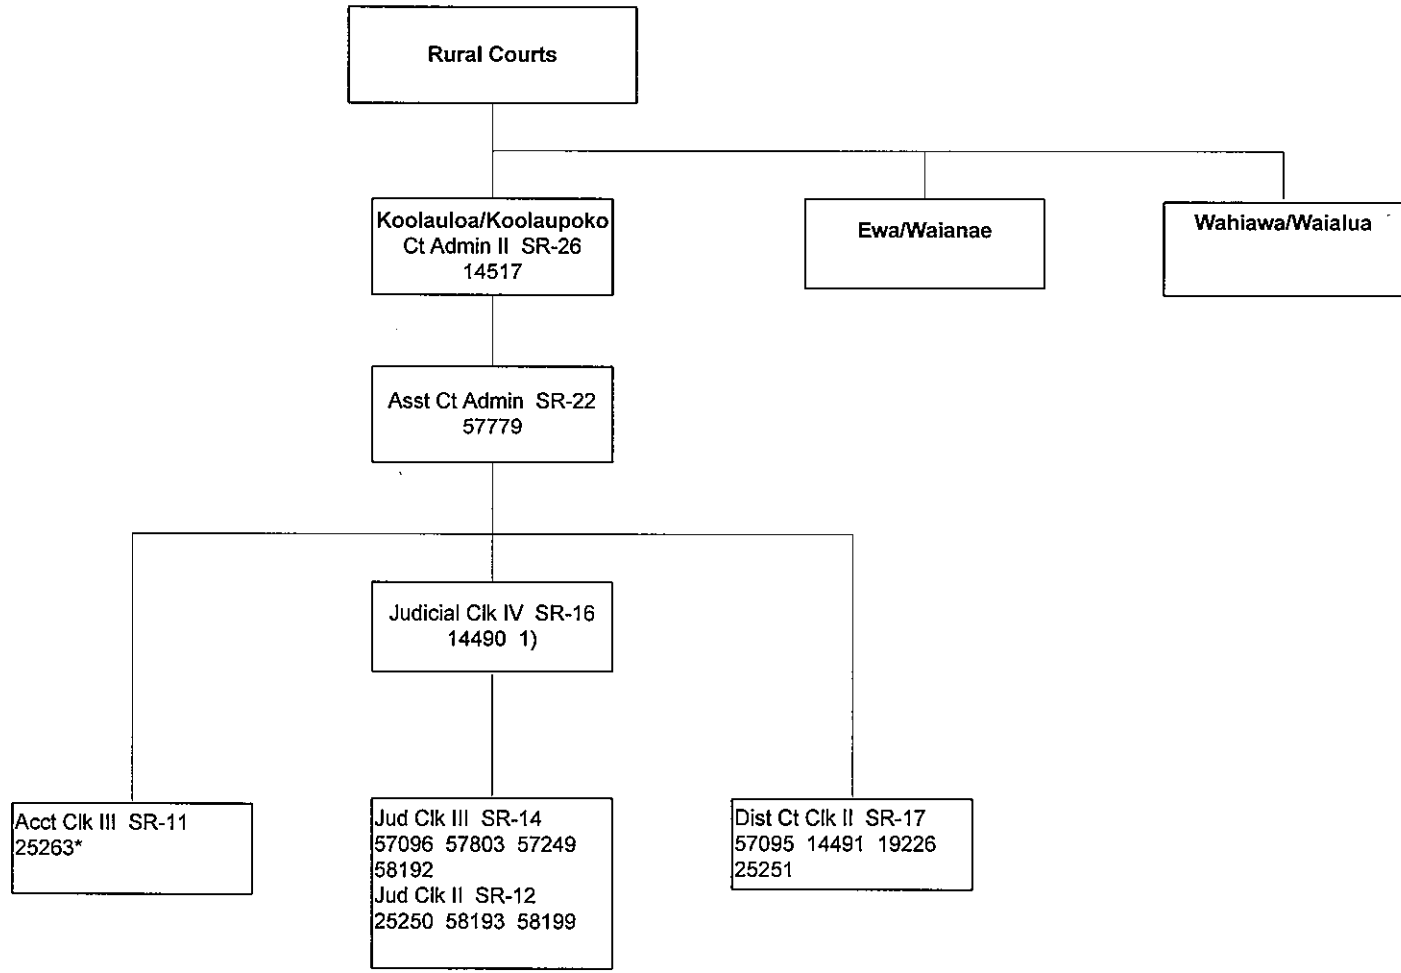 Rural Courts
Koolauloa/Koolaupoko
Ct Admin II  SR-26
14517
Ewa/Waianae
Wahiawa/Waialua
Asst Ct Admin  SR-22
57779
Judicial Clk IV  SR-16
14490  1)
Acct Clk III  SR-11
25263*
Jud Clk III  SR-14
57096  57803  57249
58192
Jud Clk II  SR-12
25250  58193  58199
Dist Ct Clk II  SR-17
57095  14491  19226
25251